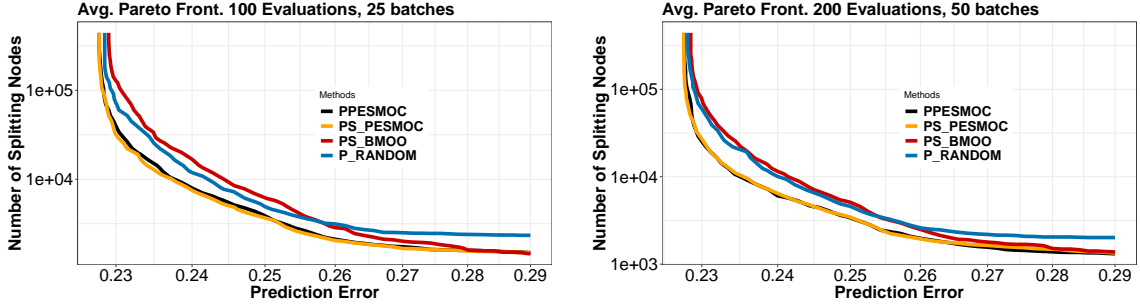 Avg. Pareto Front. 100 Evaluations, 25 batches
Number of Splitting Nodes
1e+05
1e+04
Methods
PPESMOC
PS_PESMOC
PS_BMOO
P_RANDOM
0.23 0.24 0.25 0.26 0.27 0.28 0.29
Prediction Error
Avg. Pareto Front. 200 Evaluations, 50 batches
Number of Splitting Nodes
1e+05
1e+04
1e+03
Methods
PPESMOC
PS_PESMOC
PS_BMOO
P_RANDOM
0.23 0.24 0.25 0.26 0.27 0.28 0.29
Prediction Error